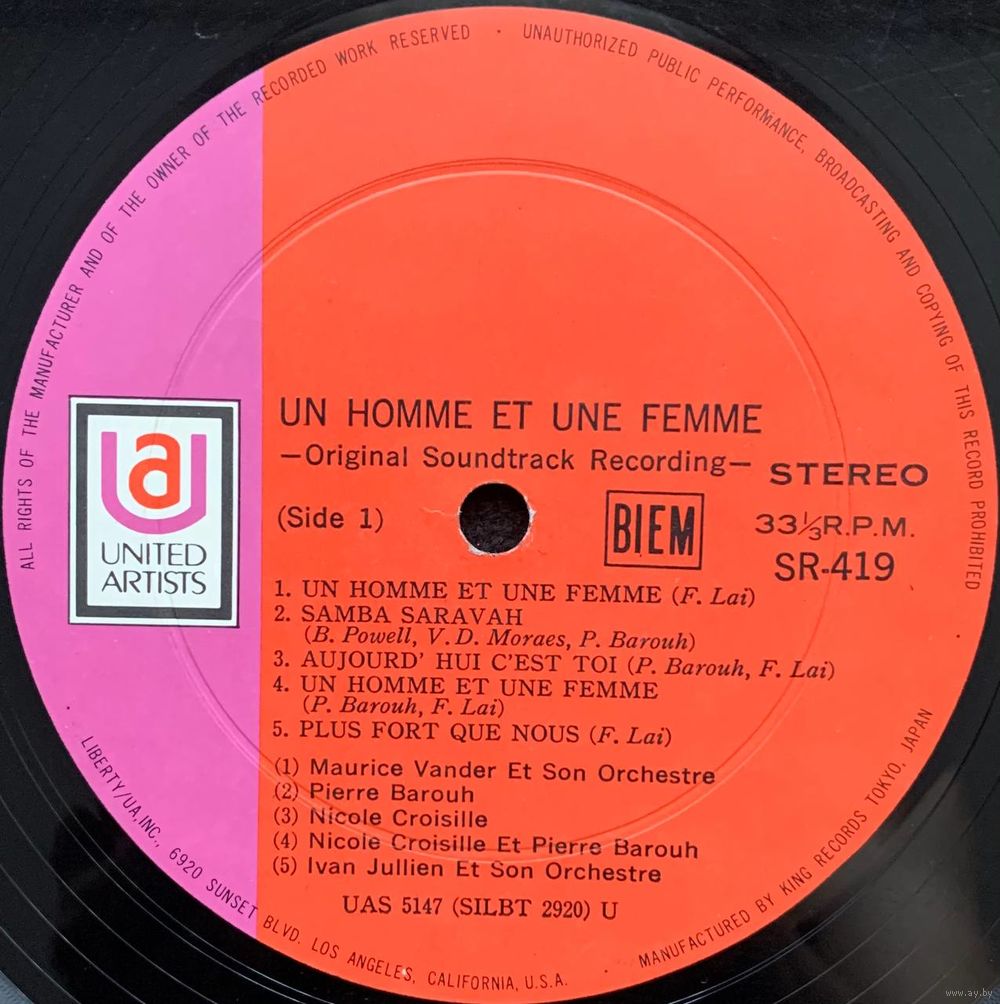 ALL RIGHTS OF THE MANUFACTURER AND OF THE OWNER OF THE RECORDED WORK RESERVED · UNAUTHORIZED PUBLIC PERFORMANCE, BROADCASTING AND COPYING OF THIS RECORD PROHIBITED
UN HOMME ET UNE FEMME
—Original Soundtrack Recording—
STEREO
(Side 1)
BIEM
33⅓R.P.M.
SR-419
ua
UNITED
ARTISTS
1. UN HOMME ET UNE FEMME (F. Lai)
2. SAMBA SARAVAH
(B. Powell, V. D. Moraes, P. Barouh)
3. AUJOURD' HUI C'EST TOI (P. Barouh, F. Lai)
4. UN HOMME ET UNE FEMME
(P. Barouh, F. Lai)
5. PLUS FORT QUE NOUS (F. Lai)
(1) Maurice Vander Et Son Orchestre
(2) Pierre Barouh
(3) Nicole Croisille
(4) Nicole Croisille Et Pierre Barouh
(5) Ivan Jullien Et Son Orchestre
UAS 5147 (SILBT 2920) U
LIBERTY/UA, INC., 6920 SUNSET BLVD. LOS ANGELES, CALIFORNIA, U.S.A. · MANUFACTURED BY KING RECORDS TOKYO, JAPAN
www.ay.by